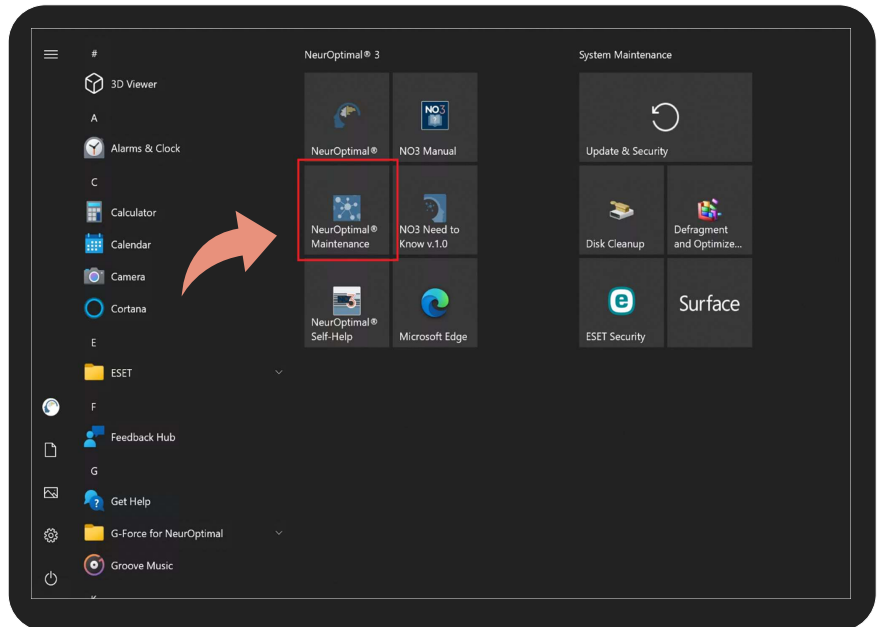 #
3D Viewer
A
Alarms & Clock
C
Calculator
Calendar
Camera
Cortana
E
ESET
F
Feedback Hub
G
Get Help
G-Force for NeurOptimal
Groove Music
NeurOptimal® 3
NeurOptimal®
NO3
NO3 Manual
NeurOptimal®
Maintenance
NO3 Need to
Know v.1.0
3
NeurOptimal®
Self-Help
Microsoft Edge
System Maintenance
Update & Security
Disk Cleanup
Defragment
and Optimize...
e
ESET Security
Surface